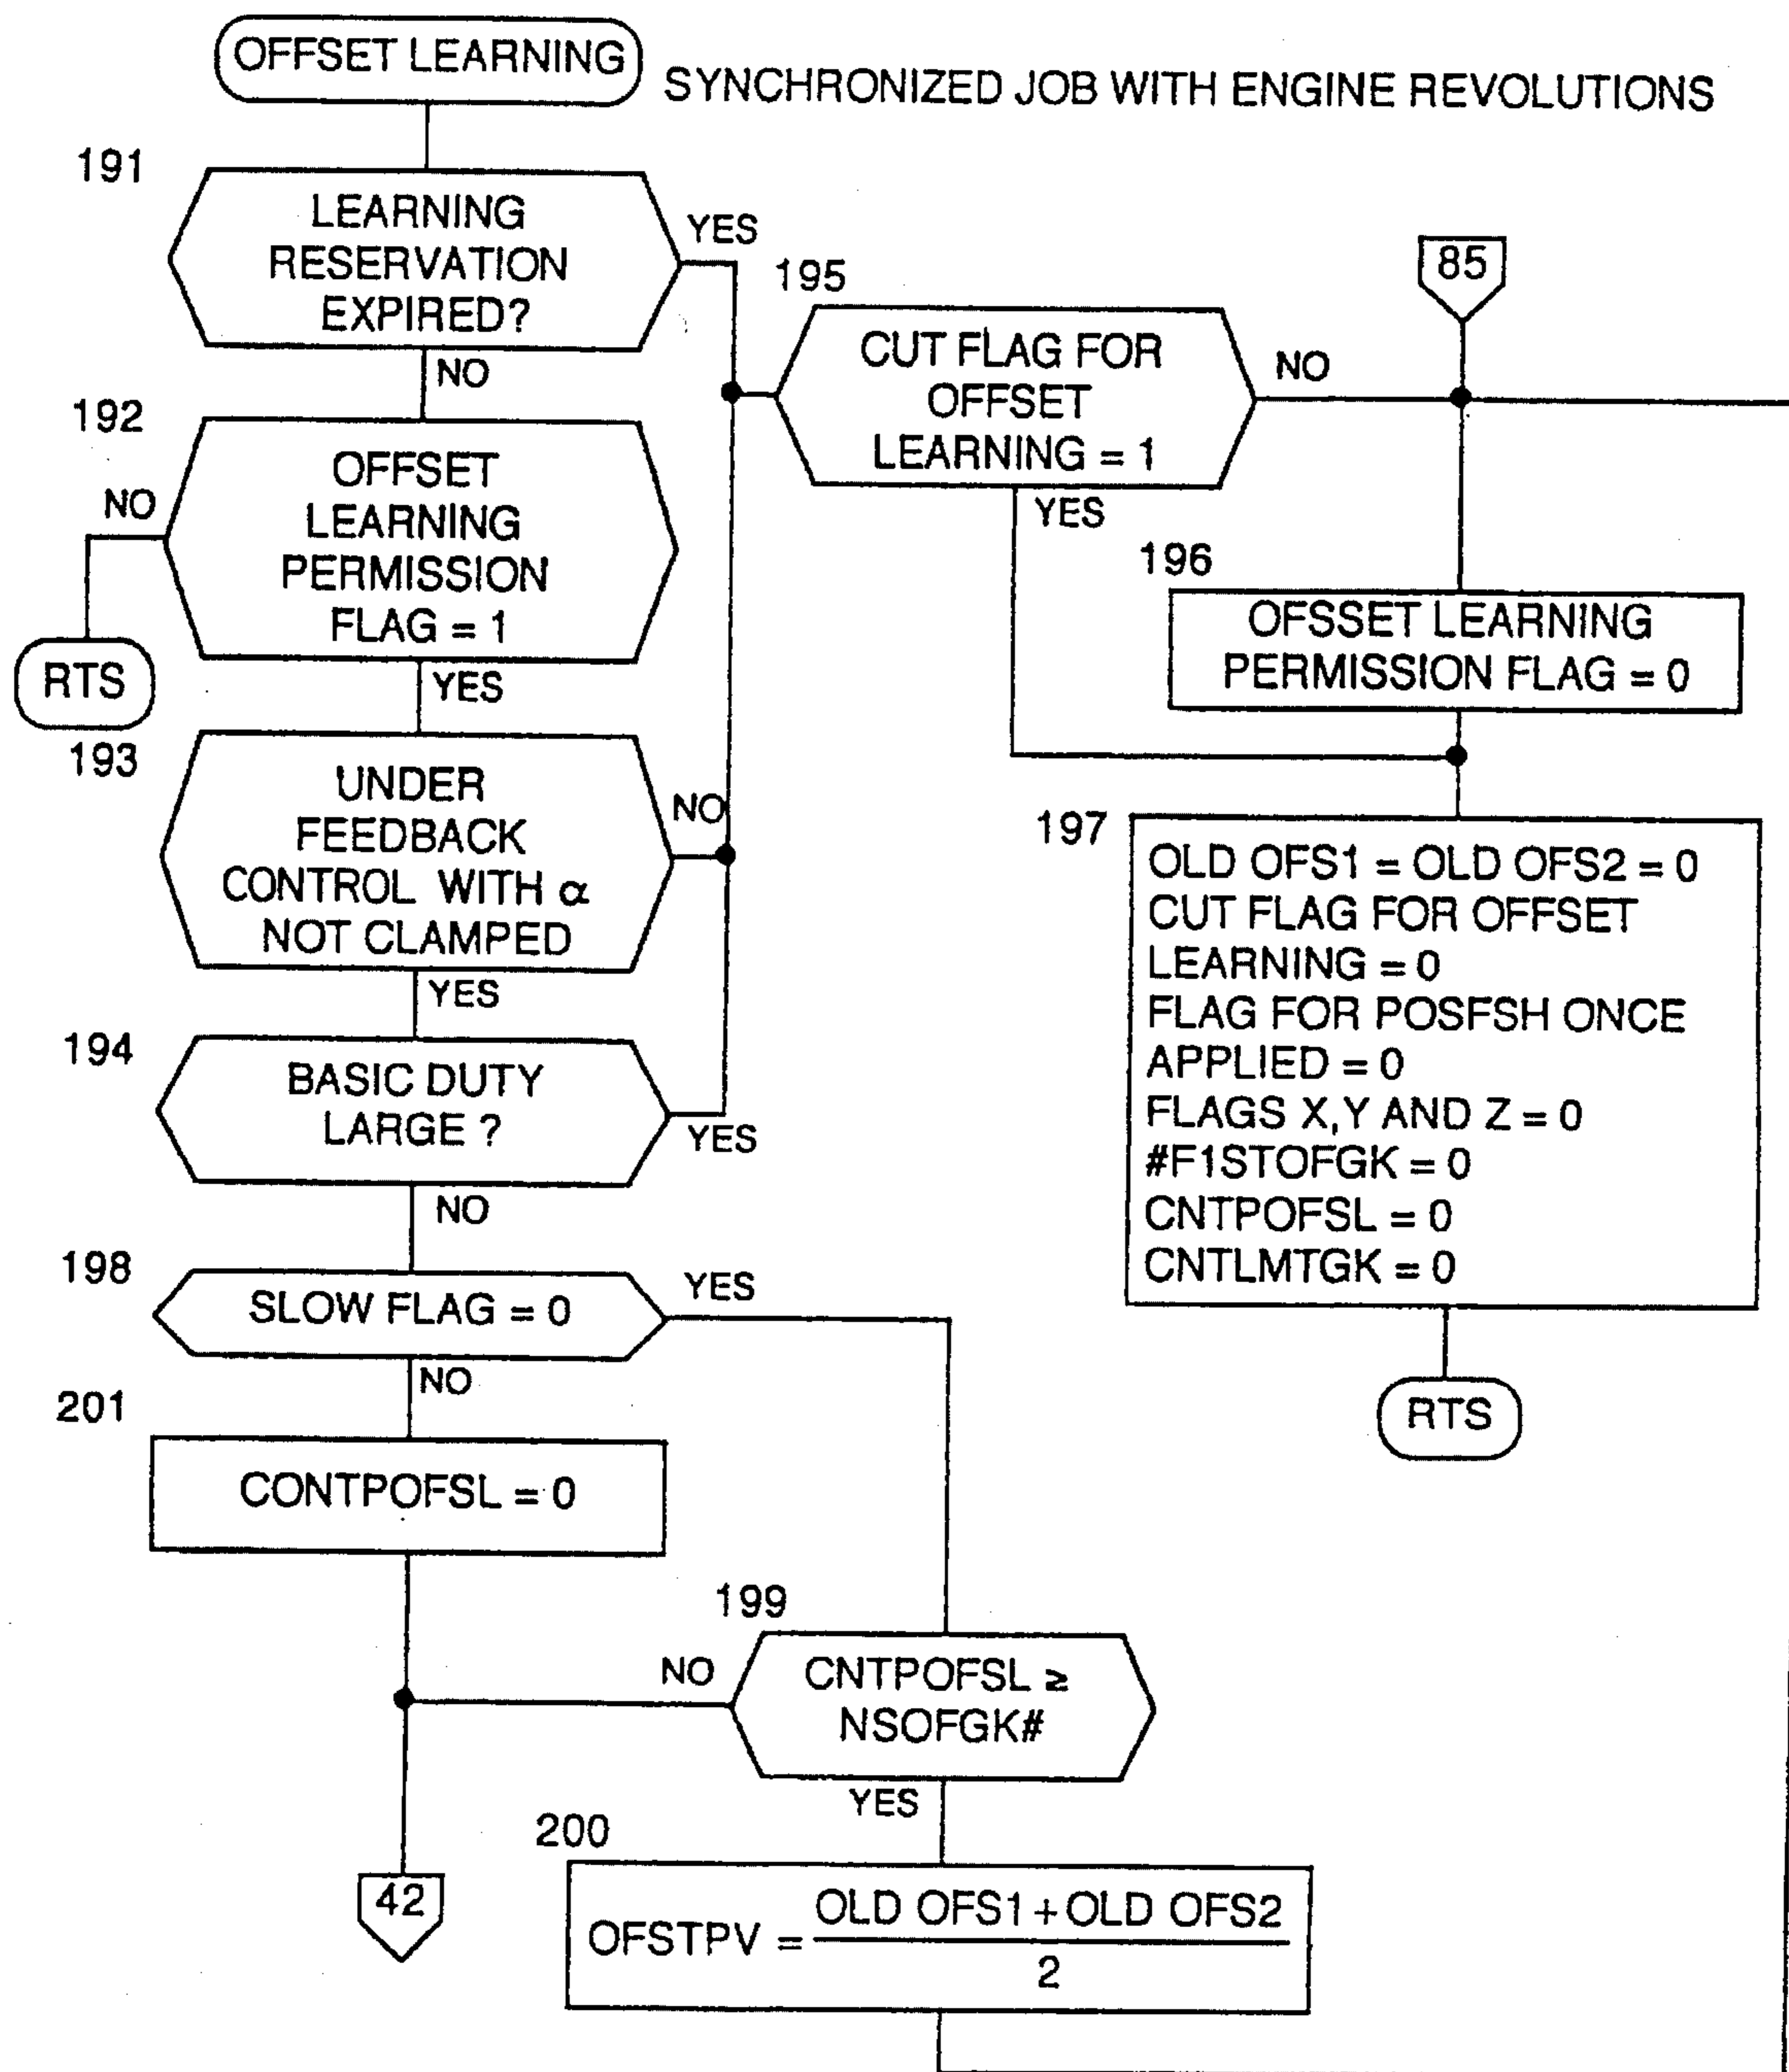 OFFSET LEARNING
SYNCHRONIZED JOB WITH ENGINE REVOLUTIONS
191
LEARNING
RESERVATION
EXPIRED?
YES
NO
195
CUT FLAG FOR
OFFSET
LEARNING = 1
NO
YES
85
192
OFFSET
LEARNING
PERMISSION
FLAG = 1
NO
RTS
YES
196
OFSSET LEARNING
PERMISSION FLAG = 0
193
UNDER
FEEDBACK
CONTROL WITH α
NOT CLAMPED
NO
YES
197
OLD OFS1 = OLD OFS2 = 0
CUT FLAG FOR OFFSET
LEARNING = 0
FLAG FOR POSFSH ONCE
APPLIED = 0
FLAGS X,Y AND Z = 0
#F1STOFGK = 0
CNTPOFSL = 0
CNTLMTGK = 0
RTS
194
BASIC DUTY
LARGE ?
YES
NO
198
SLOW FLAG = 0
YES
NO
201
CONTPOFSL = 0
199
CNTPOFSL ≥
NSOFGK#
NO
YES
42
200
OFSTPV = OLD OFS1 + OLD OFS2
2